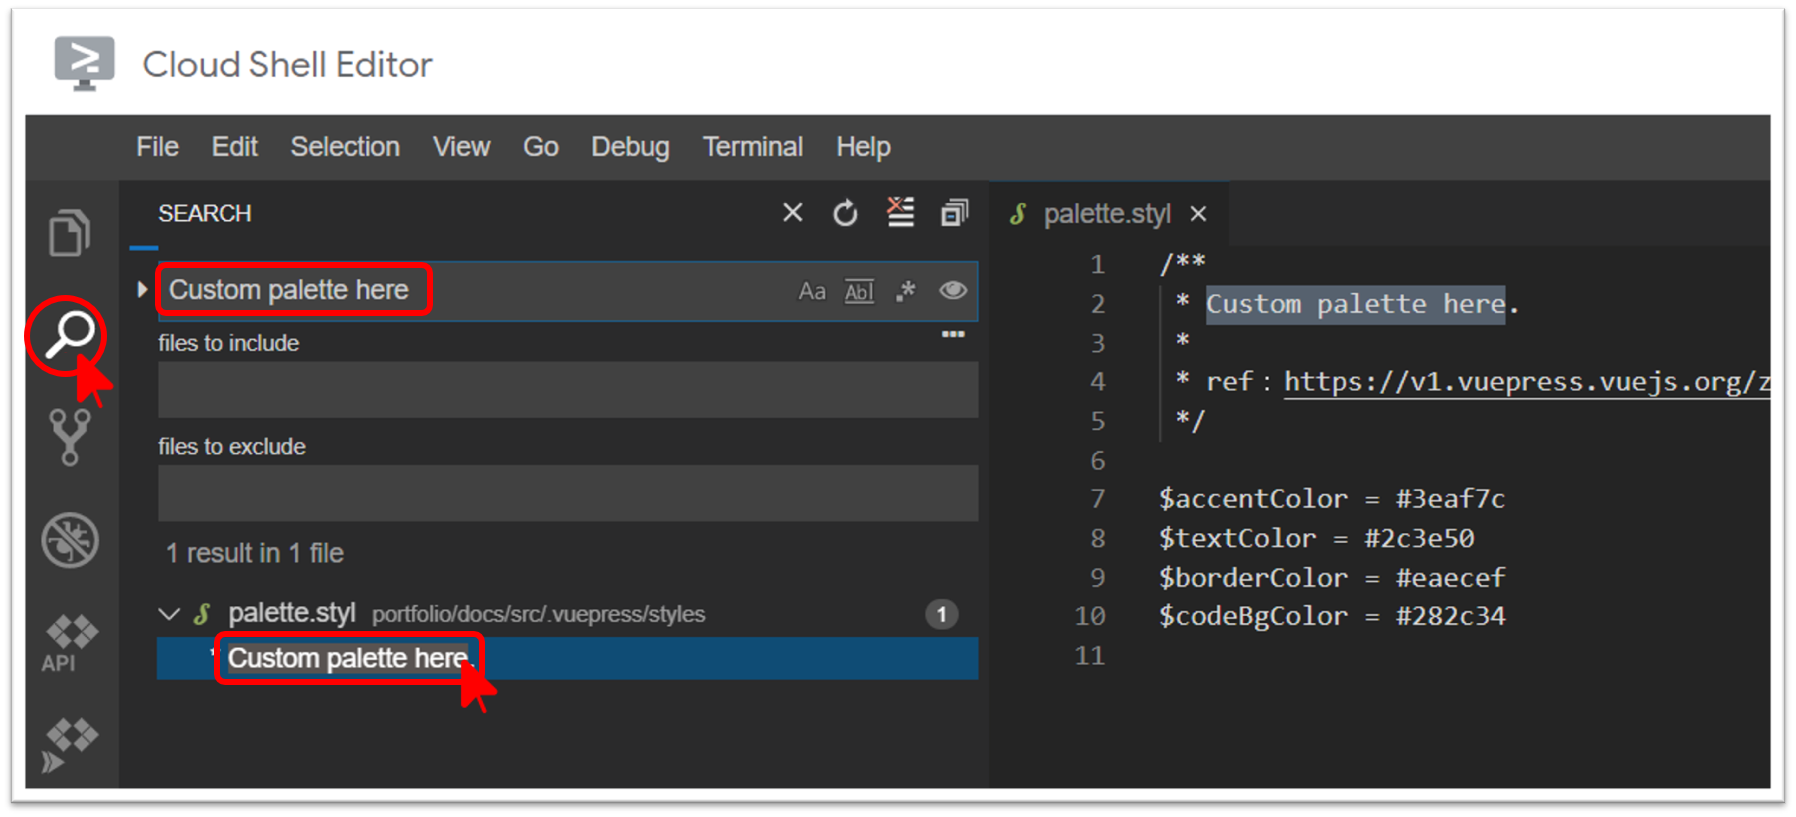 Cloud Shell Editor
File Edit Selection View Go Debug Terminal Help
SEARCH
Custom palette here
Aa Abl .*
files to include
files to exclude
1 result in 1 file
palette.styl portfolio/docs/src/.vuepress/styles 1
* Custom palette here.
API
palette.styl
1 /**
2 * Custom palette here.
3 *
4 * ref : https://v1.vuepress.vuejs.org/z
5 */
6
7 $accentColor = #3eaf7c
8 $textColor = #2c3e50
9 $borderColor = #eaecef
10 $codeBgColor = #282c34
11